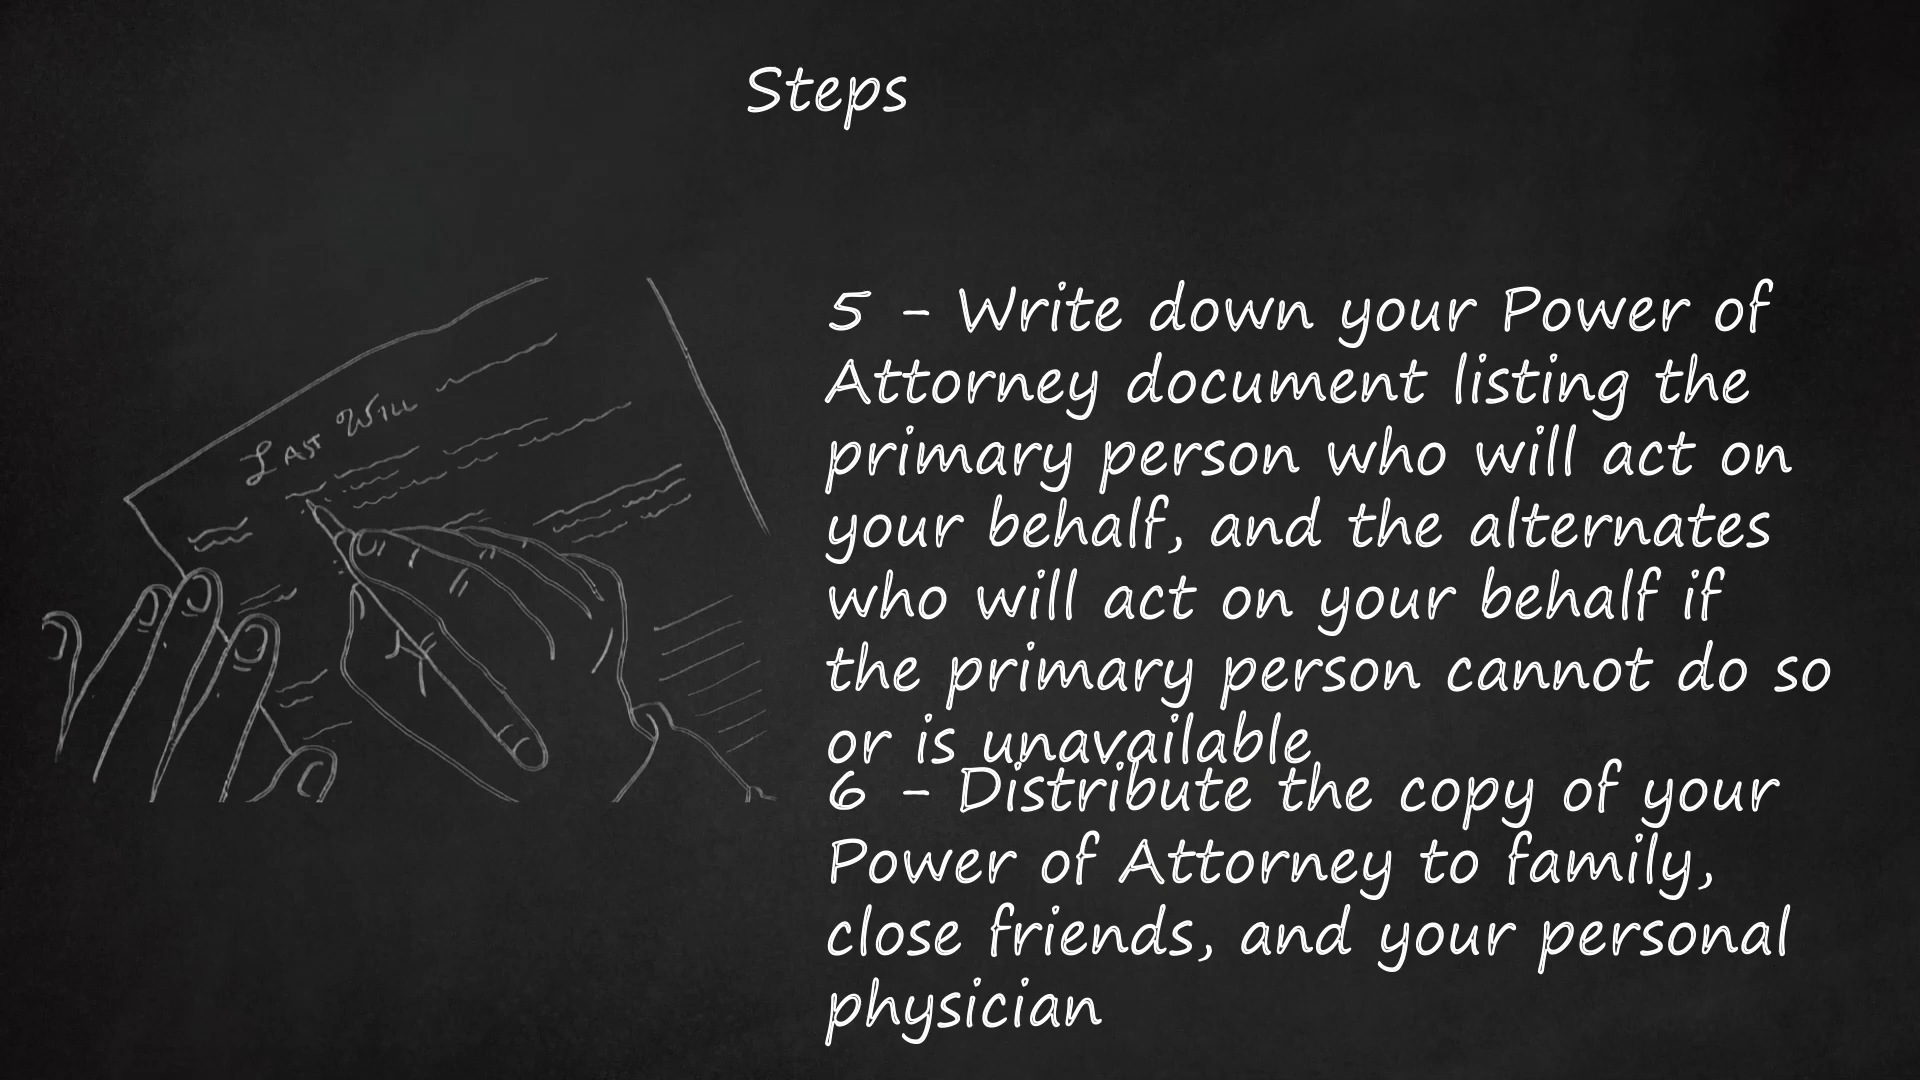 Steps
Last Will
5 - Write down your Power of
Attorney document listing the
primary person who will act on
your behalf, and the alternates
who will act on your behalf if
the primary person cannot do so
or is unavailable
6 - Distribute the copy of your
Power of Attorney to family,
close friends, and your personal
physician